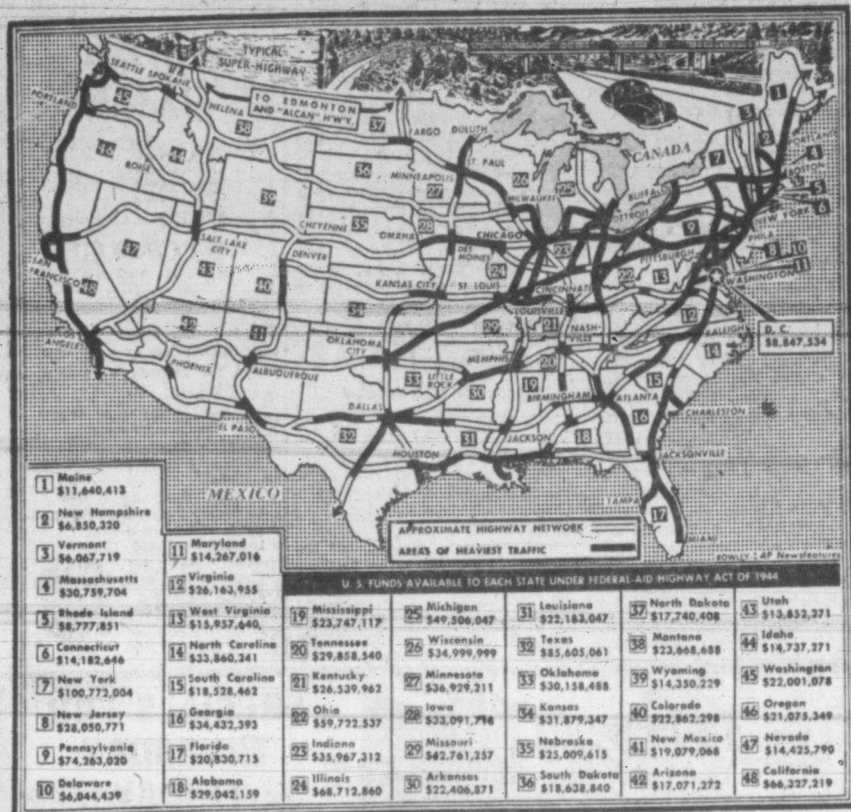 TYPICAL
SUPER-HIGHWAY
TO EDMONTON
AND "ALCAN" H'WY.
SEATTLE
SPOKANE
PORTLAND
HELENA
FARGO
DULUTH
CANADA
BOISE
MINNEAPOLIS
ST. PAUL
MILWAUKEE
BUFFALO
DETROIT
PORTLAND
BOSTON
NEW YORK
PHILA
SALT LAKE
CITY
CHEYENNE
OMAHA
DES
MOINES
CHICAGO
PITTSBURGH
WASHINGTON
SAN
FRANCISCO
DENVER
KANSAS CITY
ST. LOUIS
CINCINNATI
LOUISVILLE
LOS
ANGELES
PHOENIX
ALBUQUERQUE
OKLAHOMA
CITY
MEMPHIS
NASH-
VILLE
RALEIGH
D. C.
$8,847,534
LITTLE
ROCK
BIRMINGHAM
ATLANTA
CHARLESTON
EL PASO
DALLAS
JACKSON
HOUSTON
JACKSONVILLE
TAMPA
MIAMI
MEXICO
APPROXIMATE HIGHWAY NETWORK
AREAS OF HEAVIEST TRAFFIC
AP Newsfeatures
U. S. FUNDS AVAILABLE TO EACH STATE UNDER FEDERAL-AID HIGHWAY ACT OF 1944
1 Maine
$11,640,413
2 New Hampshire
$6,850,320
3 Vermont
$6,067,719
4 Massachusetts
$30,759,704
5 Rhode Island
$8,777,851
6 Connecticut
$14,182,646
7 New York
$100,772,004
8 New Jersey
$28,050,771
9 Pennsylvania
$74,263,020
10 Delaware
$6,044,439
11 Maryland
$14,267,016
12 Virginia
$26,163,955
13 West Virginia
$15,957,640
14 North Carolina
$33,860,241
15 South Carolina
$18,528,462
16 Georgia
$34,432,393
17 Florida
$20,830,715
18 Alabama
$29,042,159
19 Mississippi
$23,747,117
20 Tennessee
$29,858,540
21 Kentucky
$26,539,962
22 Ohio
$59,722,537
23 Indiana
$35,967,312
24 Illinois
$68,712,860
25 Michigan
$49,506,047
26 Wisconsin
$34,999,999
27 Minnesota
$36,929,211
28 Iowa
29 Missouri
$42,761,257
30 Arkansas
$22,406,871
31 Louisiana
$22,183,047
32 Texas
$85,605,061
33 Oklahoma
$30,158,488
34 Kansas
$31,879,347
35 Nebraska
$25,009,615
36 South Dakota
$18,638,840
37 North Dakota
$17,740,408
38 Montana
$23,668,688
39 Wyoming
$14,350,229
40 Colorado
$22,862,298
41 New Mexico
$19,079,068
42 Arizona
$17,071,272
43 Utah
$13,852,271
44 Idaho
$14,737,271
45 Washington
$22,001,078
46 Oregon
$21,075,349
47 Nevada
$14,425,790
48 California
$66,327,219